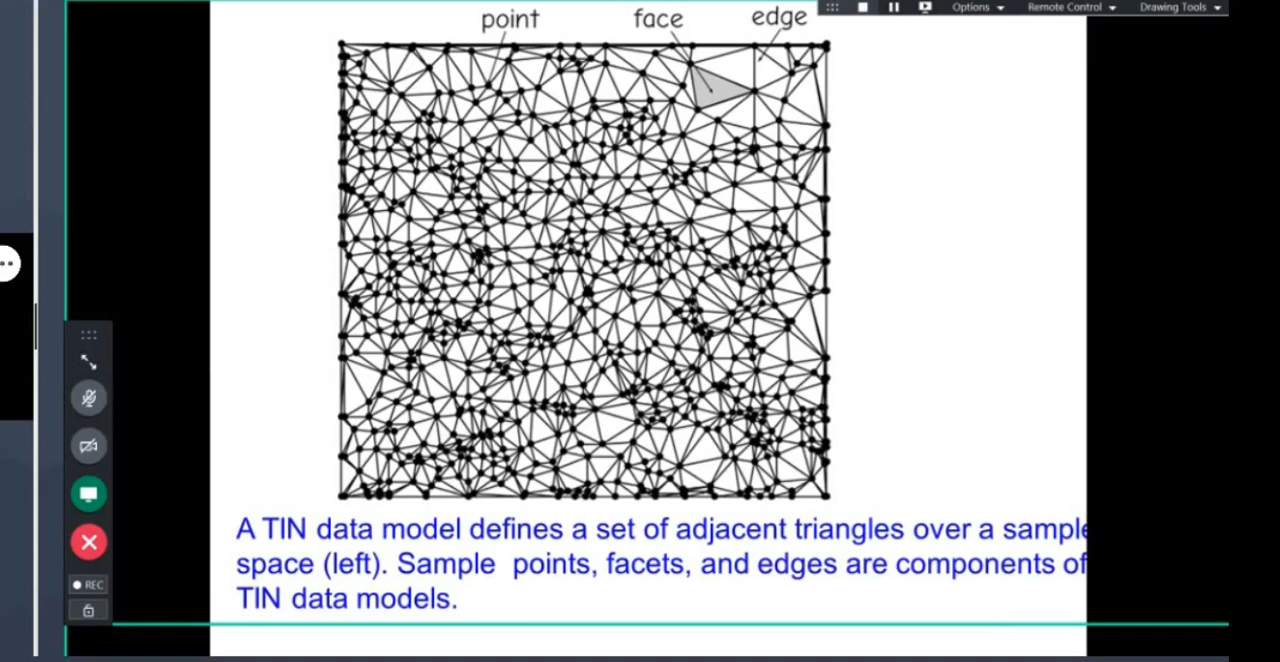 Options Remote Control Drawing Tools
point face edge
A TIN data model defines a set of adjacent triangles over a sample
space (left). Sample points, facets, and edges are components of
TIN data models.
REC